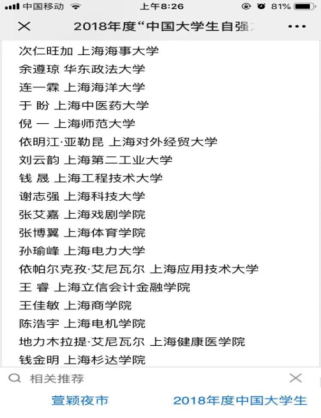 中国移动 上午8:26 81%
2018年度“中国大学生自强
次仁旺加 上海海事大学
余遵琼 华东政法大学
连一霖 上海海洋大学
于 盼 上海中医药大学
倪 一 上海师范大学
依明江·亚勒昆 上海对外经贸大学
刘云韵 上海第二工业大学
钱 晟 上海工程技术大学
谢志强 上海科技大学
张艾嘉 上海戏剧学院
张博翼 上海体育学院
孙瑜峰 上海电力大学
依帕尔克孜·艾尼瓦尔 上海应用技术大学
王 睿 上海立信会计金融学院
王佳敏 上海商学院
陈浩宇 上海电机学院
地力木拉提·艾尼瓦尔 上海健康医学院
钱金明 上海杉达学院
相关推荐
萱颖夜市 2018年度中国大学生